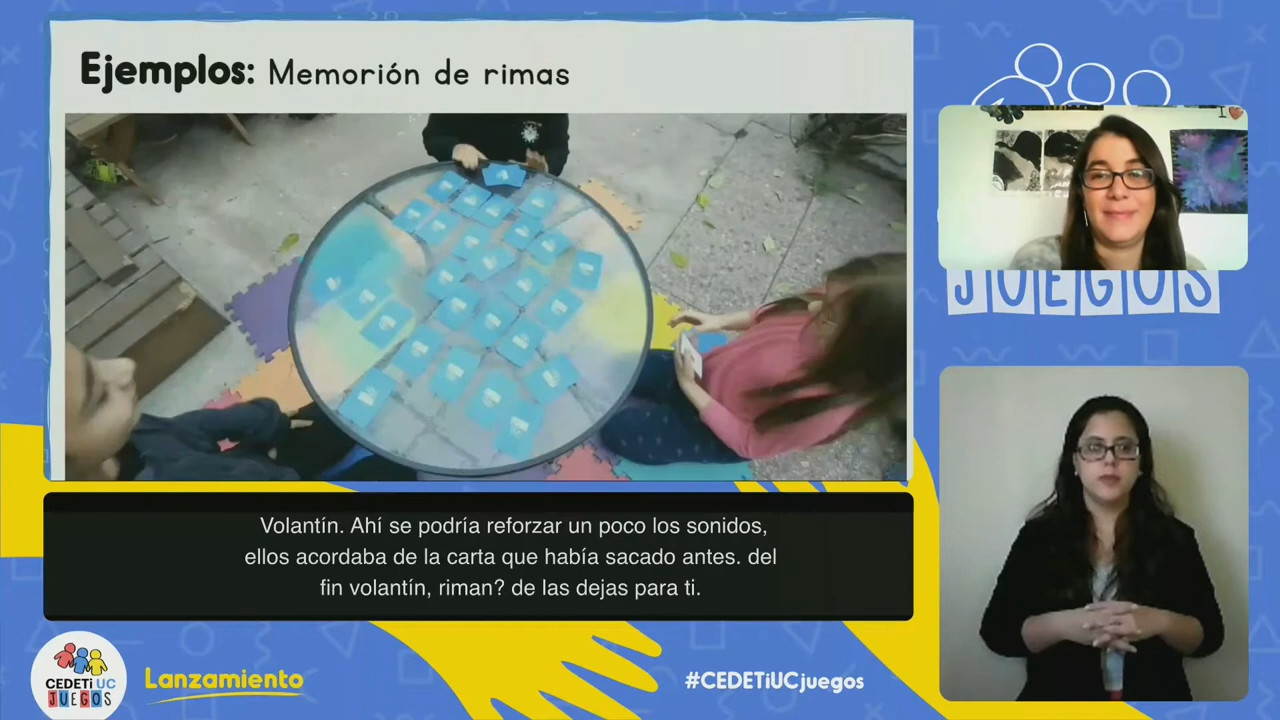 Ejemplos: Memorión de rimas
I
JUEGOS
Volantín. Ahí se podría reforzar un poco los sonidos,
ellos acordaba de la carta que había sacado antes. del
fin volantín, riman? de las dejas para ti.
CEDETi UC
JUEGOS
Lanzamiento
#CEDETiUCjuegos